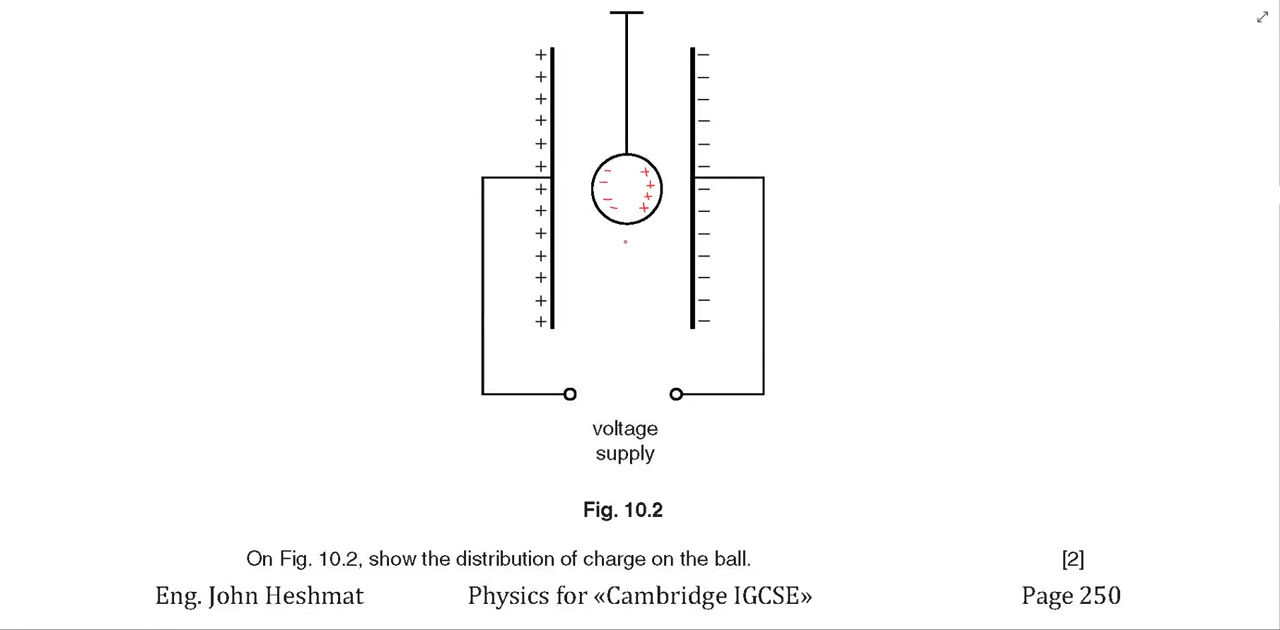 voltage
supply
Fig. 10.2
On Fig. 10.2, show the distribution of charge on the ball. [2]
Eng. John Heshmat Physics for «Cambridge IGCSE» Page 250